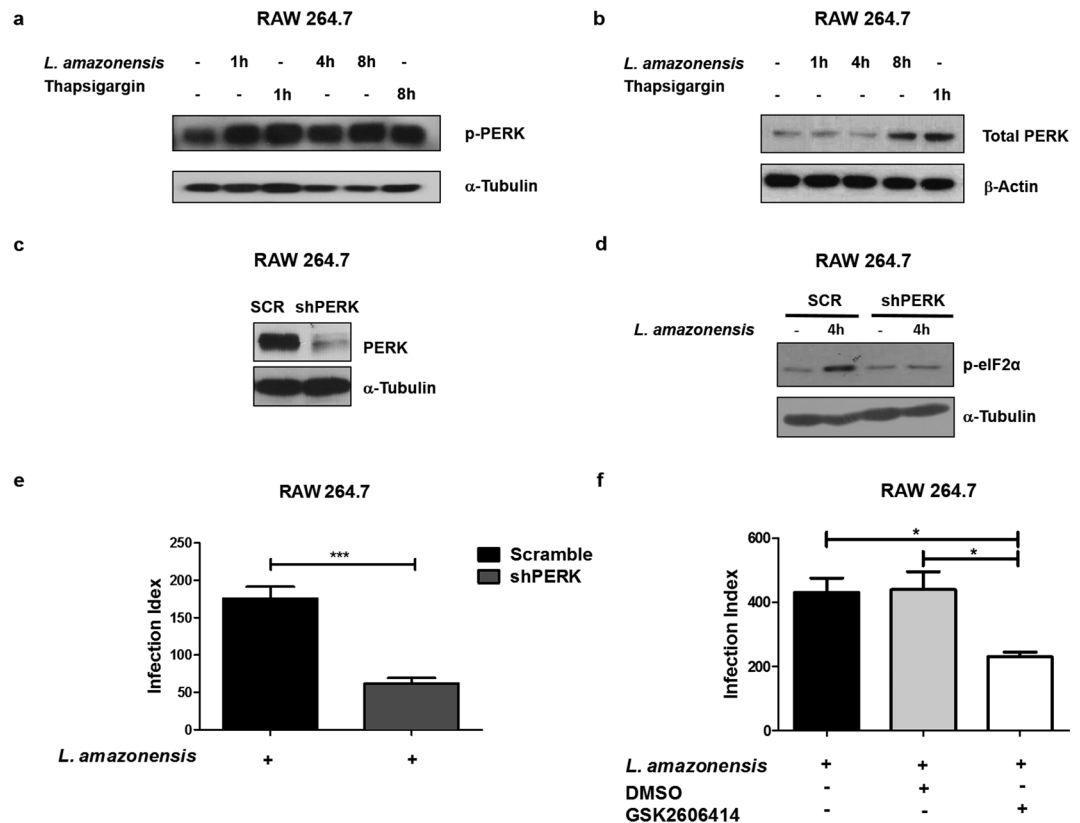 a
RAW 264.7
L. amazonensis - 1h - 4h 8h -
Thapsigargin - - 1h - - 8h
p-PERK
α-Tubulin
b
RAW 264.7
L. amazonensis - 1h 4h 8h -
Thapsigargin - - - - 1h
Total PERK
β-Actin
c
RAW 264.7
SCR shPERK
PERK
α-Tubulin
d
RAW 264.7
SCR shPERK
L. amazonensis - 4h - 4h
p-eIF2α
α-Tubulin
e
RAW 264.7
Infection Idex
250
200
150
100
50
0
***
Scramble
shPERK
L. amazonensis + +
f
RAW 264.7
Infection Index
600
400
200
0
*
*
L. amazonensis + + +
DMSO - + -
GSK2606414 - - +